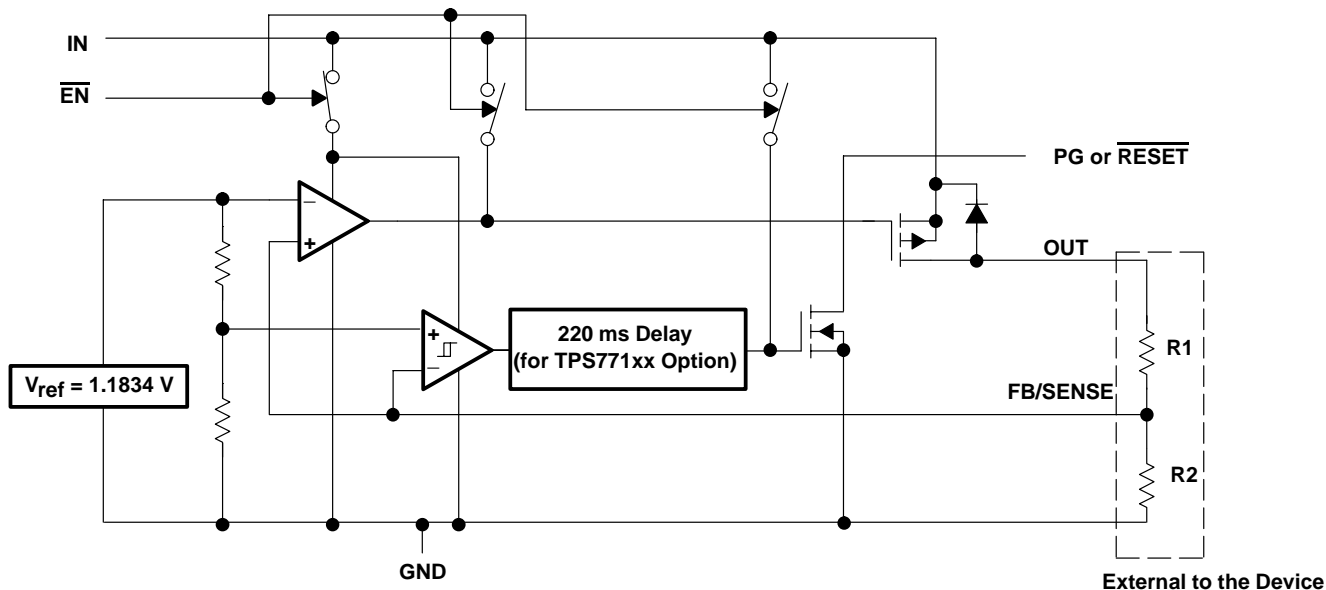 IN
EN
PG or RESET
−
+
OUT
+
−
220 ms Delay
(for TPS771xx Option)
R1
Vref = 1.1834 V
FB/SENSE
R2
GND
External to the Device